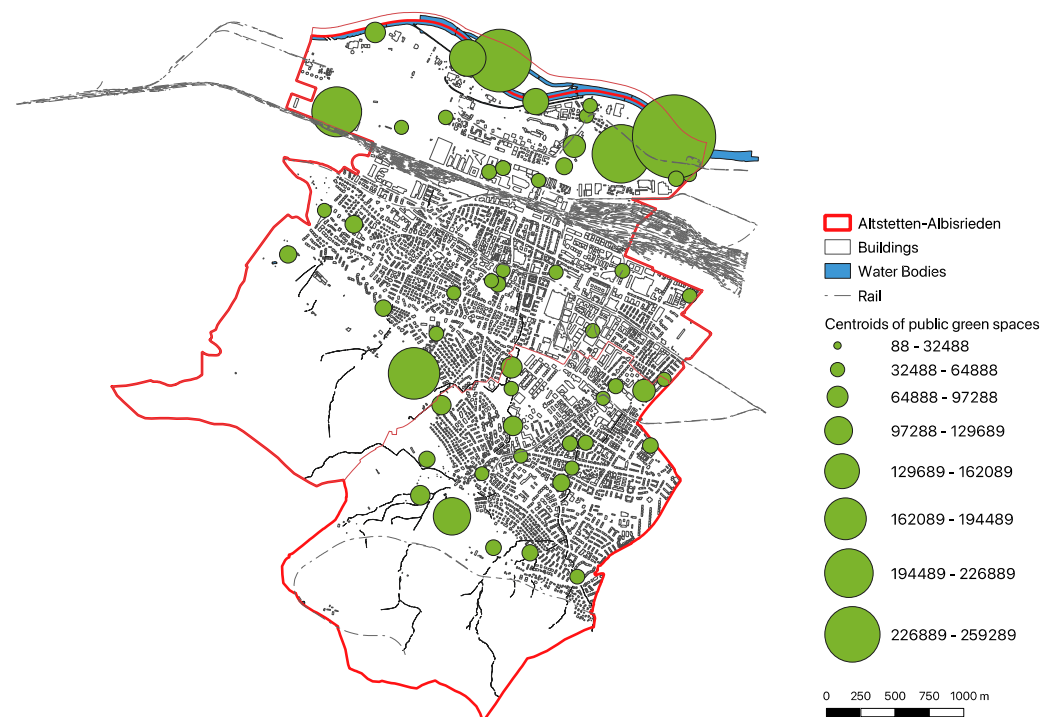 Altstetten-Albisrieden
Buildings
Water Bodies
Rail
Centroids of public green spaces
88 - 32488
32488 - 64888
64888 - 97288
97288 - 129689
129689 - 162089
162089 - 194489
194489 - 226889
226889 - 259289
0 250 500 750 1000 m